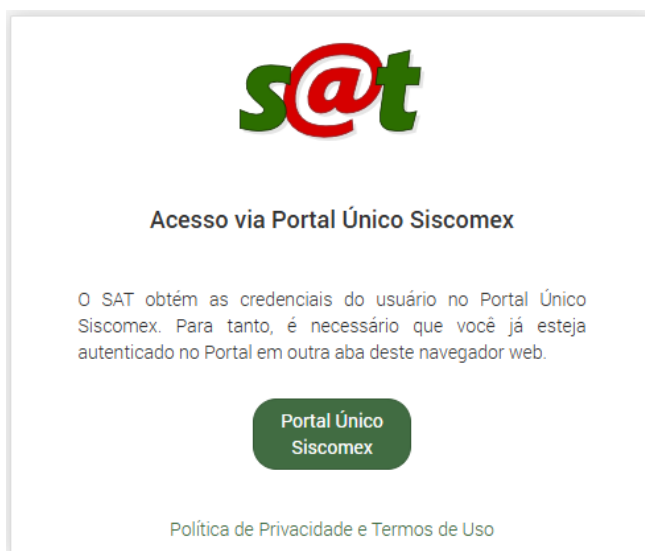 s@t
Acesso via Portal Único Siscomex
O SAT obtém as credenciais do usuário no Portal Único
Siscomex. Para tanto, é necessário que você já esteja
autenticado no Portal em outra aba deste navegador web.
Portal Único
Siscomex
Política de Privacidade e Termos de Uso